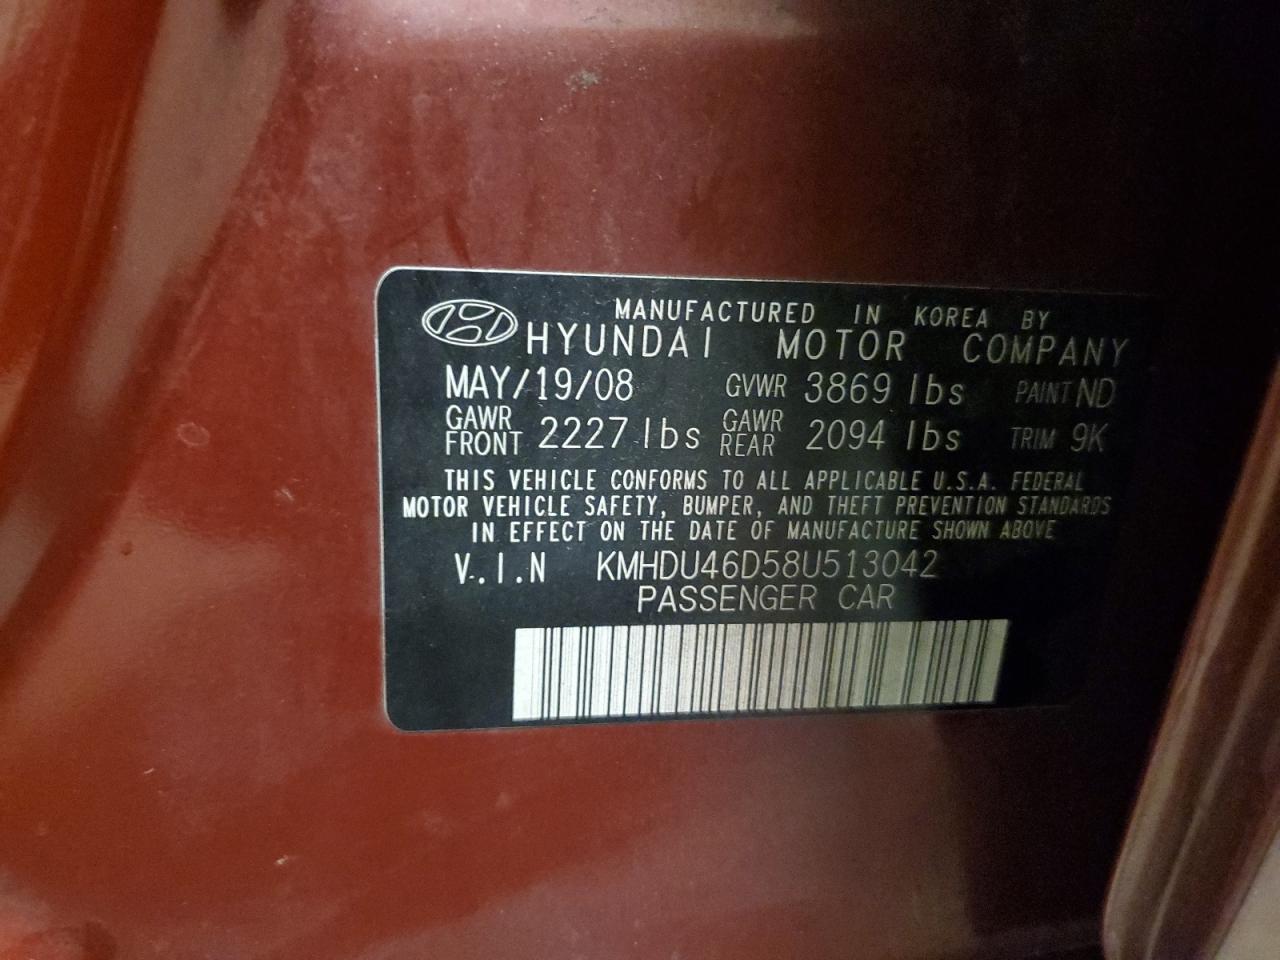 MANUFACTURED IN KOREA BY
HYUNDAI MOTOR COMPANY
MAY/19/08 GVWR 3869 lbs PAINT ND
GAWR FRONT 2227 lbs GAWR REAR 2094 lbs TRIM 9K
THIS VEHICLE CONFORMS TO ALL APPLICABLE U.S.A. FEDERAL
MOTOR VEHICLE SAFETY, BUMPER, AND THEFT PREVENTION STANDARDS
IN EFFECT ON THE DATE OF MANUFACTURE SHOWN ABOVE
V.I.N KMHDU46D58U513042
PASSENGER CAR